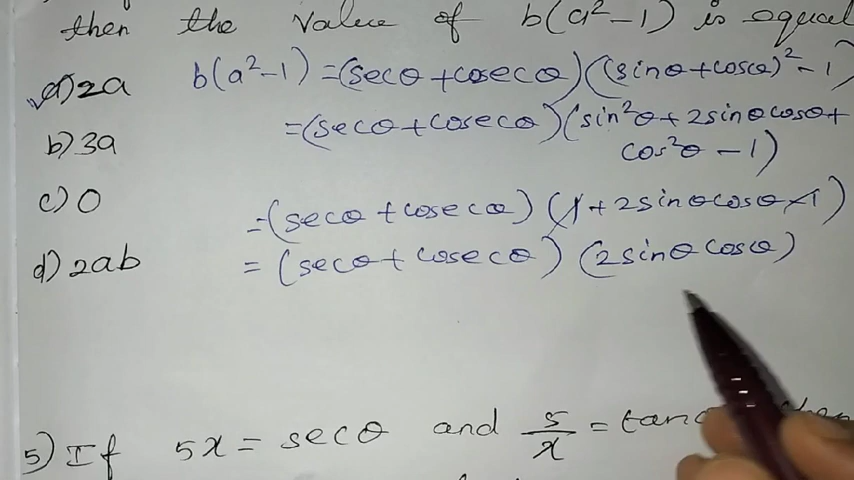 then the value of b(a²-1) is equal
a) 2a b(a²-1) = (secθ + cosecθ)((sinθ+cosθ)² - 1)
= (secθ + cosecθ)(sin²θ + 2sinθcosθ +
b) 3a cos²θ - 1)
c) 0 = (secθ + cosecθ) (1 + 2sinθcosθ - 1)
d) 2ab = (secθ + cosecθ) (2sinθ cosθ)
5) If 5x = secθ and 5/x =